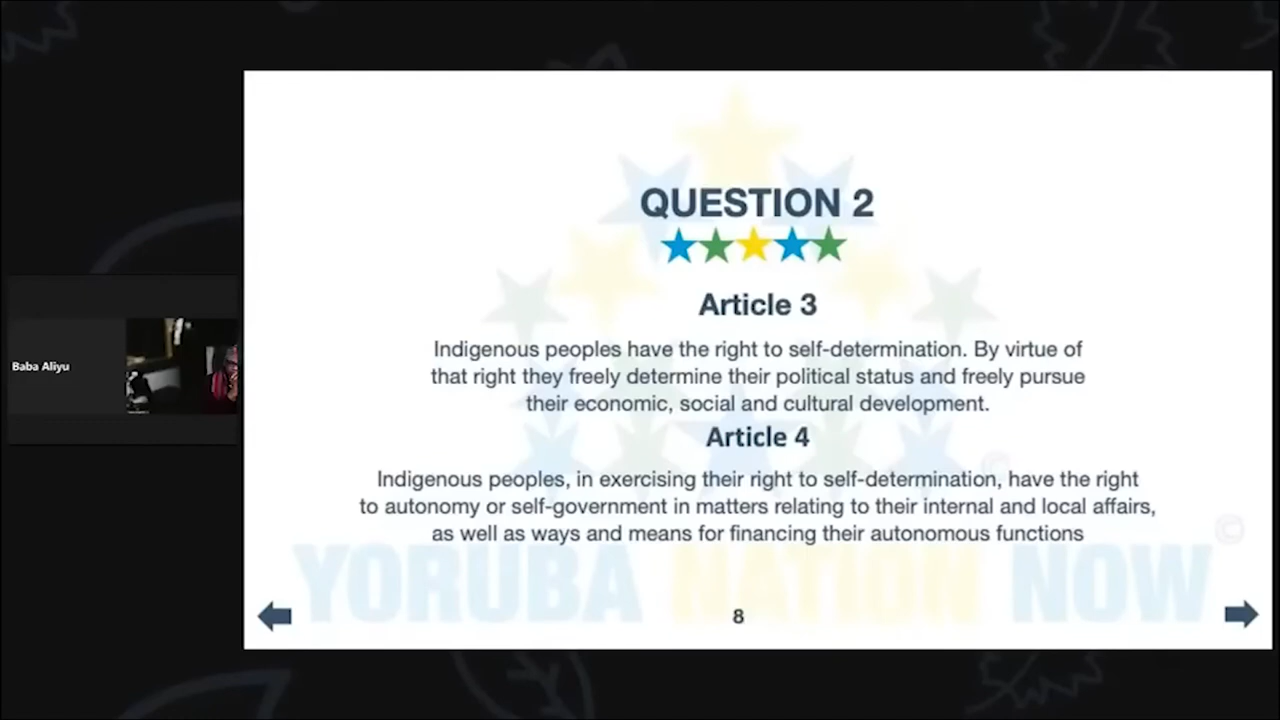 QUESTION 2
Article 3
Indigenous peoples have the right to self-determination. By virtue of
that right they freely determine their political status and freely pursue
their economic, social and cultural development.
Article 4
Indigenous peoples, in exercising their right to self-determination, have the right
to autonomy or self-government in matters relating to their internal and local affairs,
as well as ways and means for financing their autonomous functions
YORUBA NATION NOW
©
©
8
Baba Aliyu